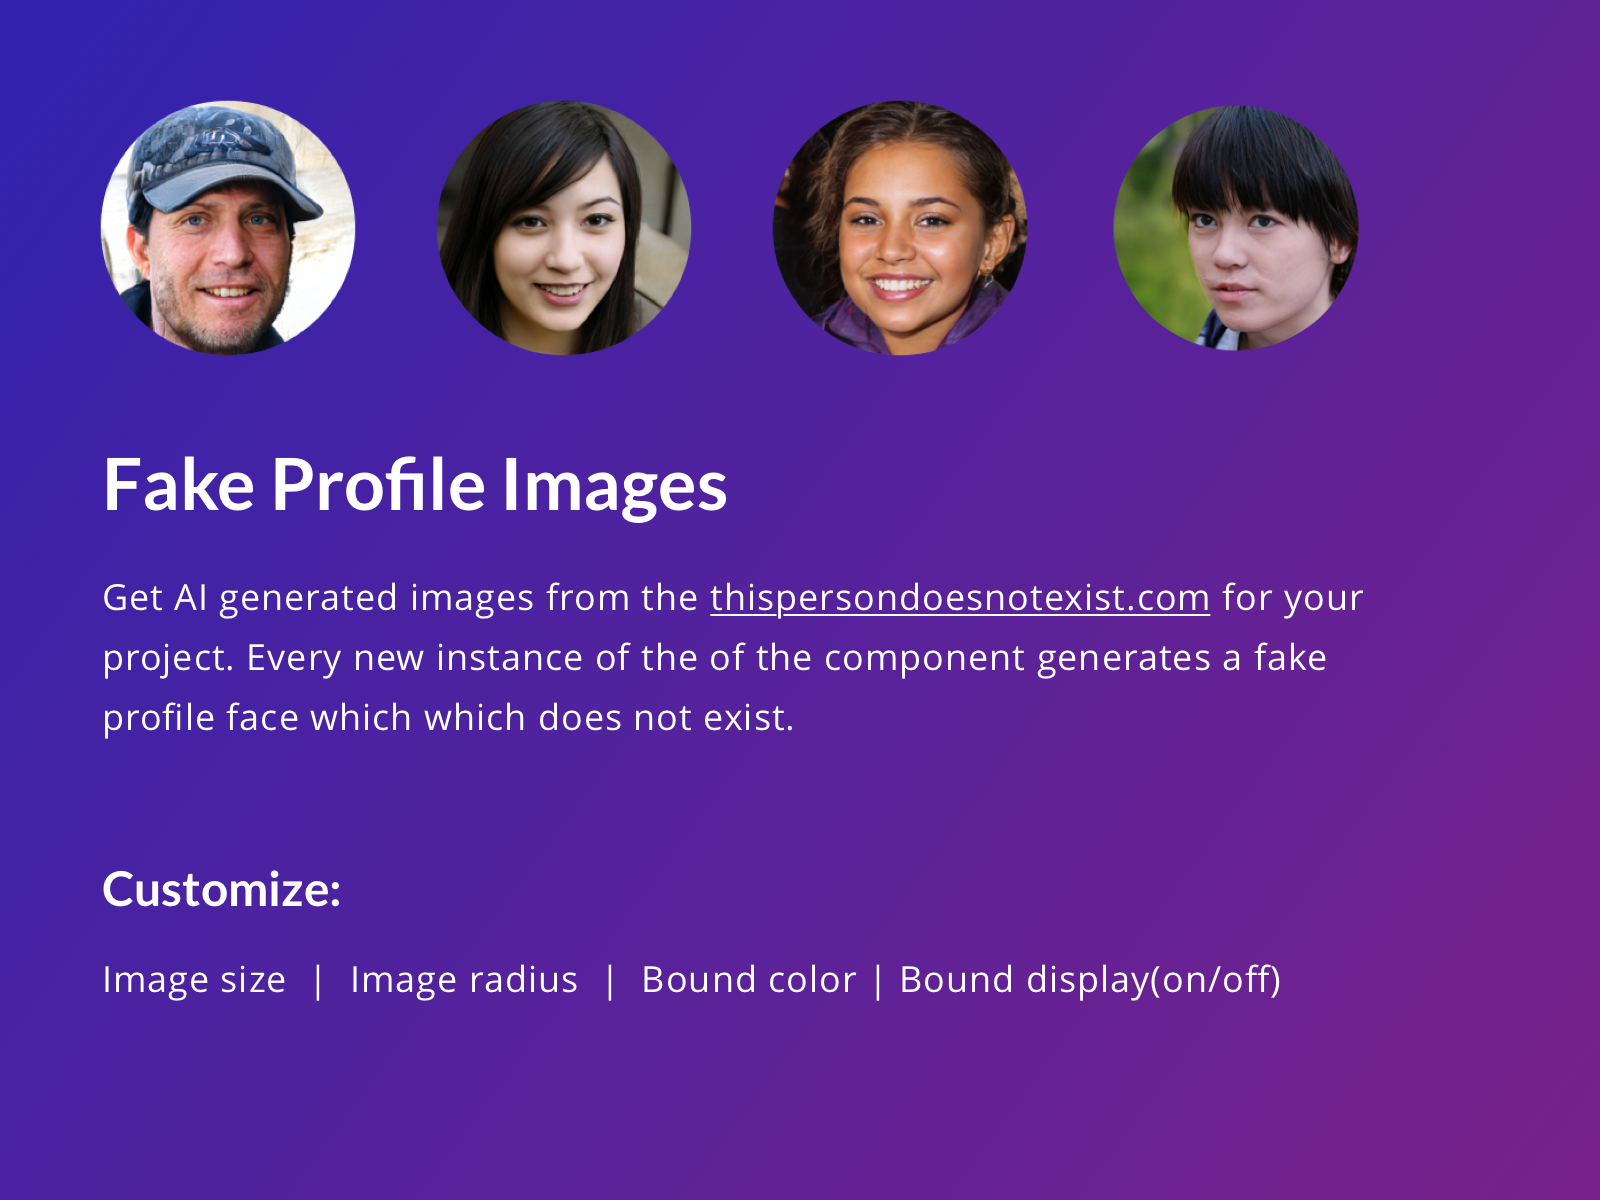 Fake Profile Images
Get AI generated images from the thispersondoesnotexist.com for your
project. Every new instance of the of the component generates a fake
profile face which which does not exist.
Customize:
Image size | Image radius | Bound color | Bound display(on/off)